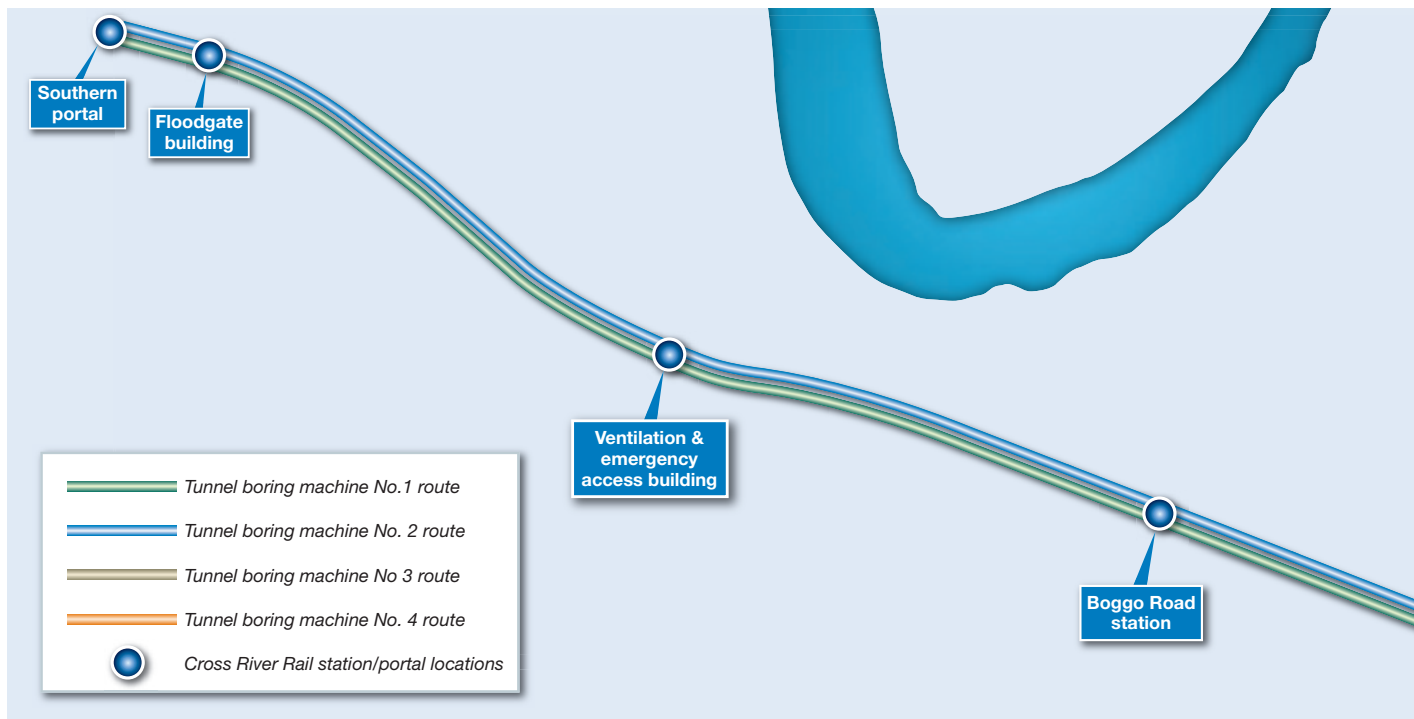 Southern
portal
Floodgate
building
Ventilation &
emergency
access building
Boggo Road
station
Tunnel boring machine No.1 route
Tunnel boring machine No. 2 route
Tunnel boring machine No 3 route
Tunnel boring machine No. 4 route
Cross River Rail station/portal locations